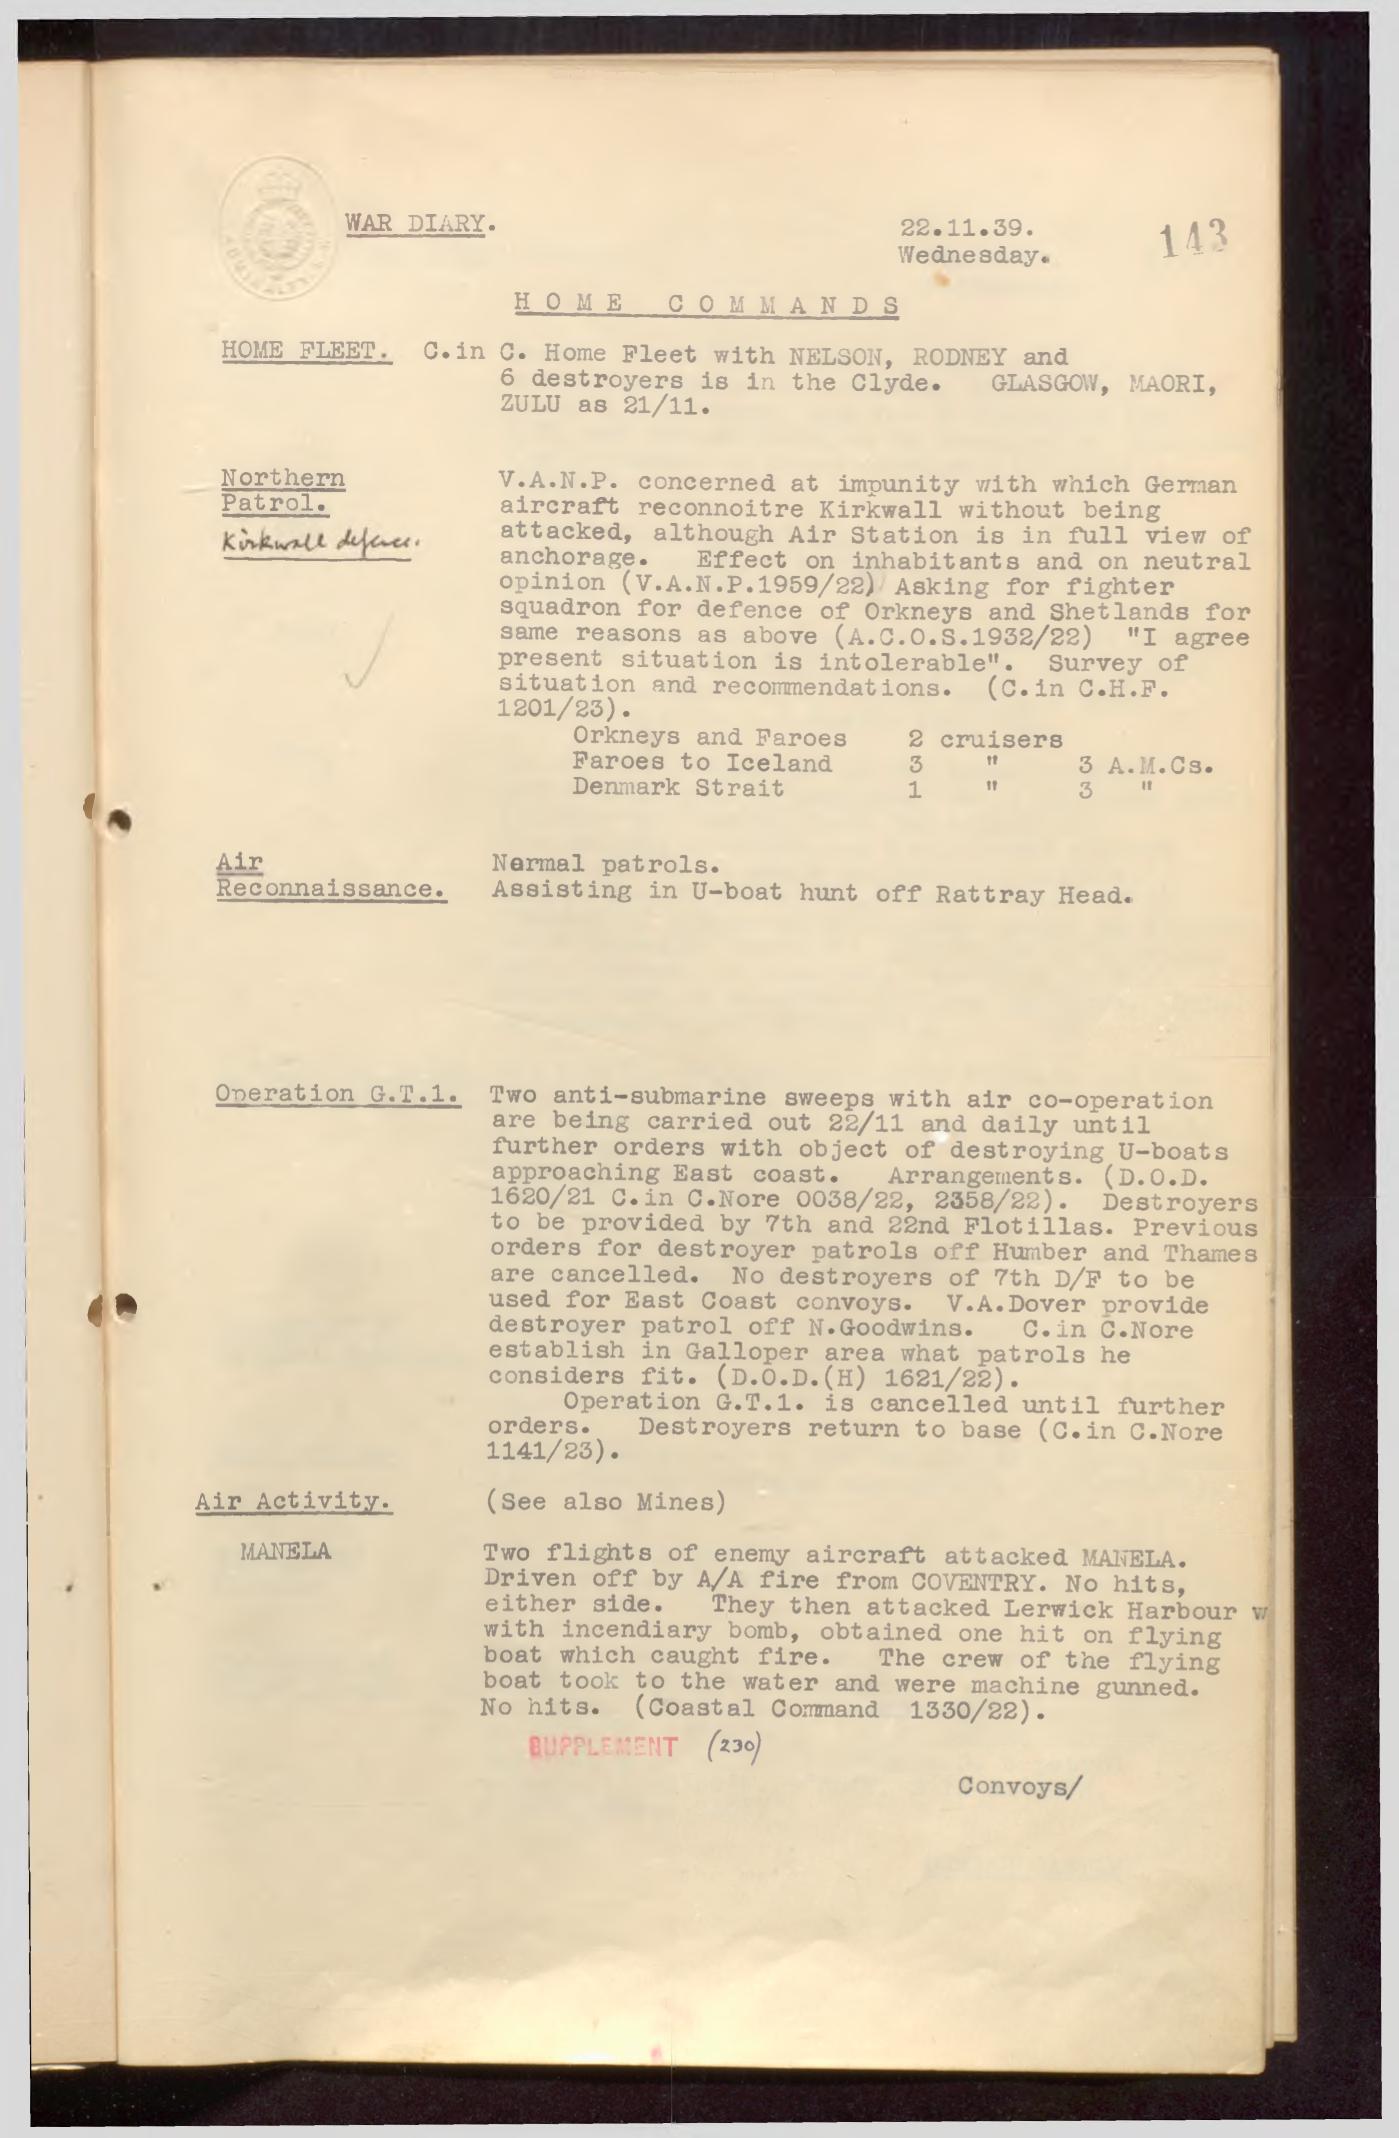 WAR DIARY.
22.11.39.
Wednesday.
143
HOME COMMANDS
HOME FLEET. C.in C. Home Fleet with NELSON, RODNEY and
6 destroyers is in the Clyde. GLASGOW, MAORI,
ZULU as 21/11.
Northern
Patrol.
Kirkwall defence.
V.A.N.P. concerned at impunity with which German
aircraft reconnoitre Kirkwall without being
attacked, although Air Station is in full view of
anchorage. Effect on inhabitants and on neutral
opinion (V.A.N.P.1959/22) Asking for fighter
squadron for defence of Orkneys and Shetlands for
same reasons as above (A.C.O.S.1932/22) "I agree
present situation is intolerable". Survey of
situation and recommendations. (C.in C.H.F.
1201/23).
Orkneys and Faroes 2 cruisers
Faroes to Iceland 3 " 3 A.M.Cs.
Denmark Strait 1 " 3 "
Air
Reconnaissance.
Normal patrols.
Assisting in U-boat hunt off Rattray Head.
Operation G.T.1. Two anti-submarine sweeps with air co-operation
are being carried out 22/11 and daily until
further orders with object of destroying U-boats
approaching East coast. Arrangements. (D.O.D.
1620/21 C.in C.Nore 0038/22, 2358/22). Destroyers
to be provided by 7th and 22nd Flotillas. Previous
orders for destroyer patrols off Humber and Thames
are cancelled. No destroyers of 7th D/F to be
used for East Coast convoys. V.A.Dover provide
destroyer patrol off N.Goodwins. C.in C.Nore
establish in Galloper area what patrols he
considers fit. (D.O.D.(H) 1621/22).
Operation G.T.1. is cancelled until further
orders. Destroyers return to base (C.in C.Nore
1141/23).
Air Activity. (See also Mines)
MANELA Two flights of enemy aircraft attacked MANELA.
Driven off by A/A fire from COVENTRY. No hits,
either side. They then attacked Lerwick Harbour w
with incendiary bomb, obtained one hit on flying
boat which caught fire. The crew of the flying
boat took to the water and were machine gunned.
No hits. (Coastal Command 1330/22).
SUPPLEMENT (230)
Convoys/